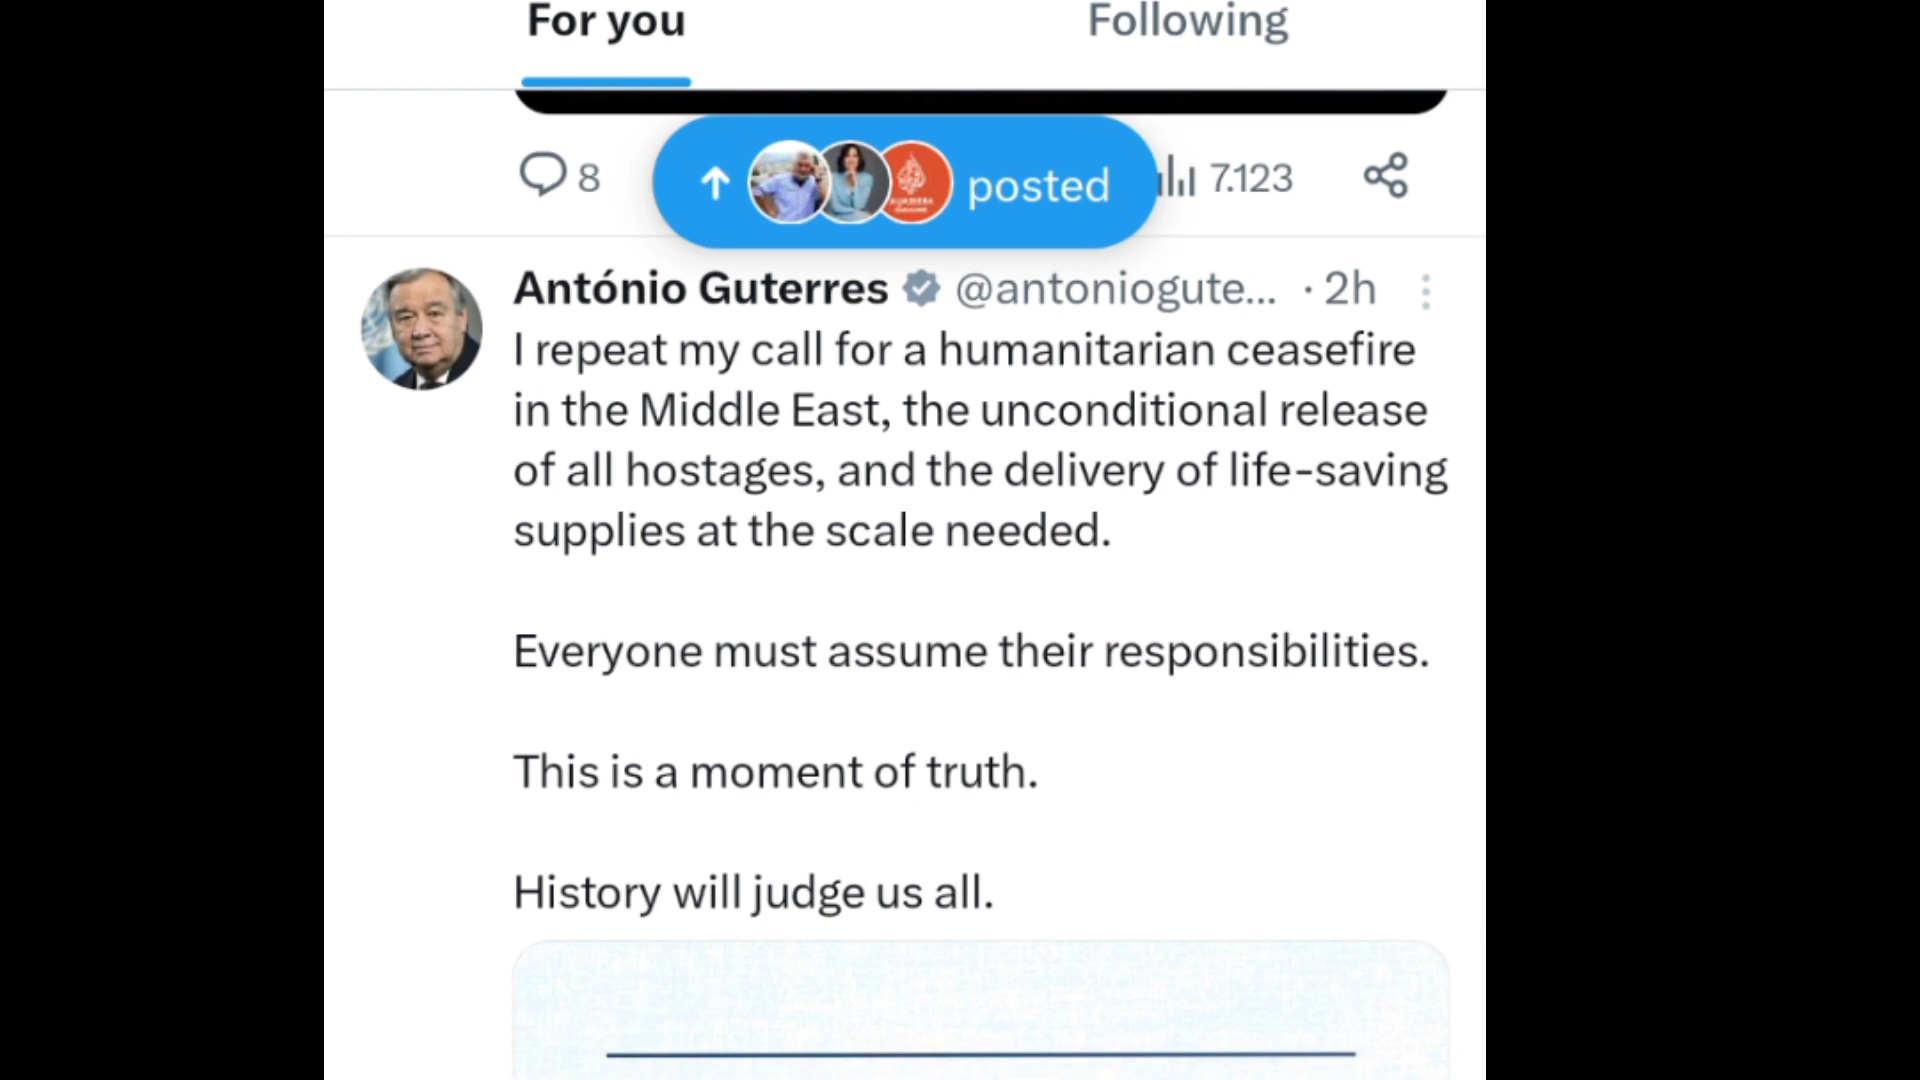 For you
Following
8
posted
7.123
António Guterres @antoniogute... · 2h
I repeat my call for a humanitarian ceasefire
in the Middle East, the unconditional release
of all hostages, and the delivery of life-saving
supplies at the scale needed.
Everyone must assume their responsibilities.
This is a moment of truth.
History will judge us all.